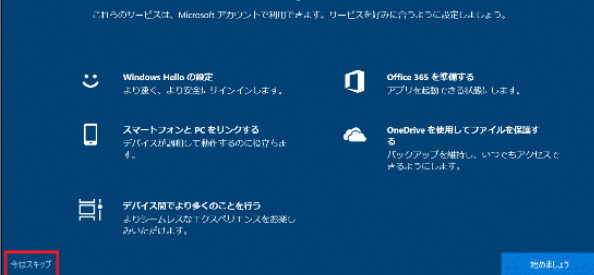 これらのサービスは、Microsoft アカウントで利用できます。サービスを好みに合うように設定しましょう。
Windows Hello の設定
より速く、より安全にサインインします。
Office 365 を準備する
アプリを起動できる状態にします。
スマートフォンと PC をリンクする
デバイスが調和して動作するのに役立ちま
す。
OneDrive を使用してファイルを保護す
る
バックアップを維持し、いつでもアクセスで
きるようにします。
デバイス間でより多くのことを行う
よりシームレスなエクスペリエンスをお楽し
みいただけます。
今はスキップ
始めましょう